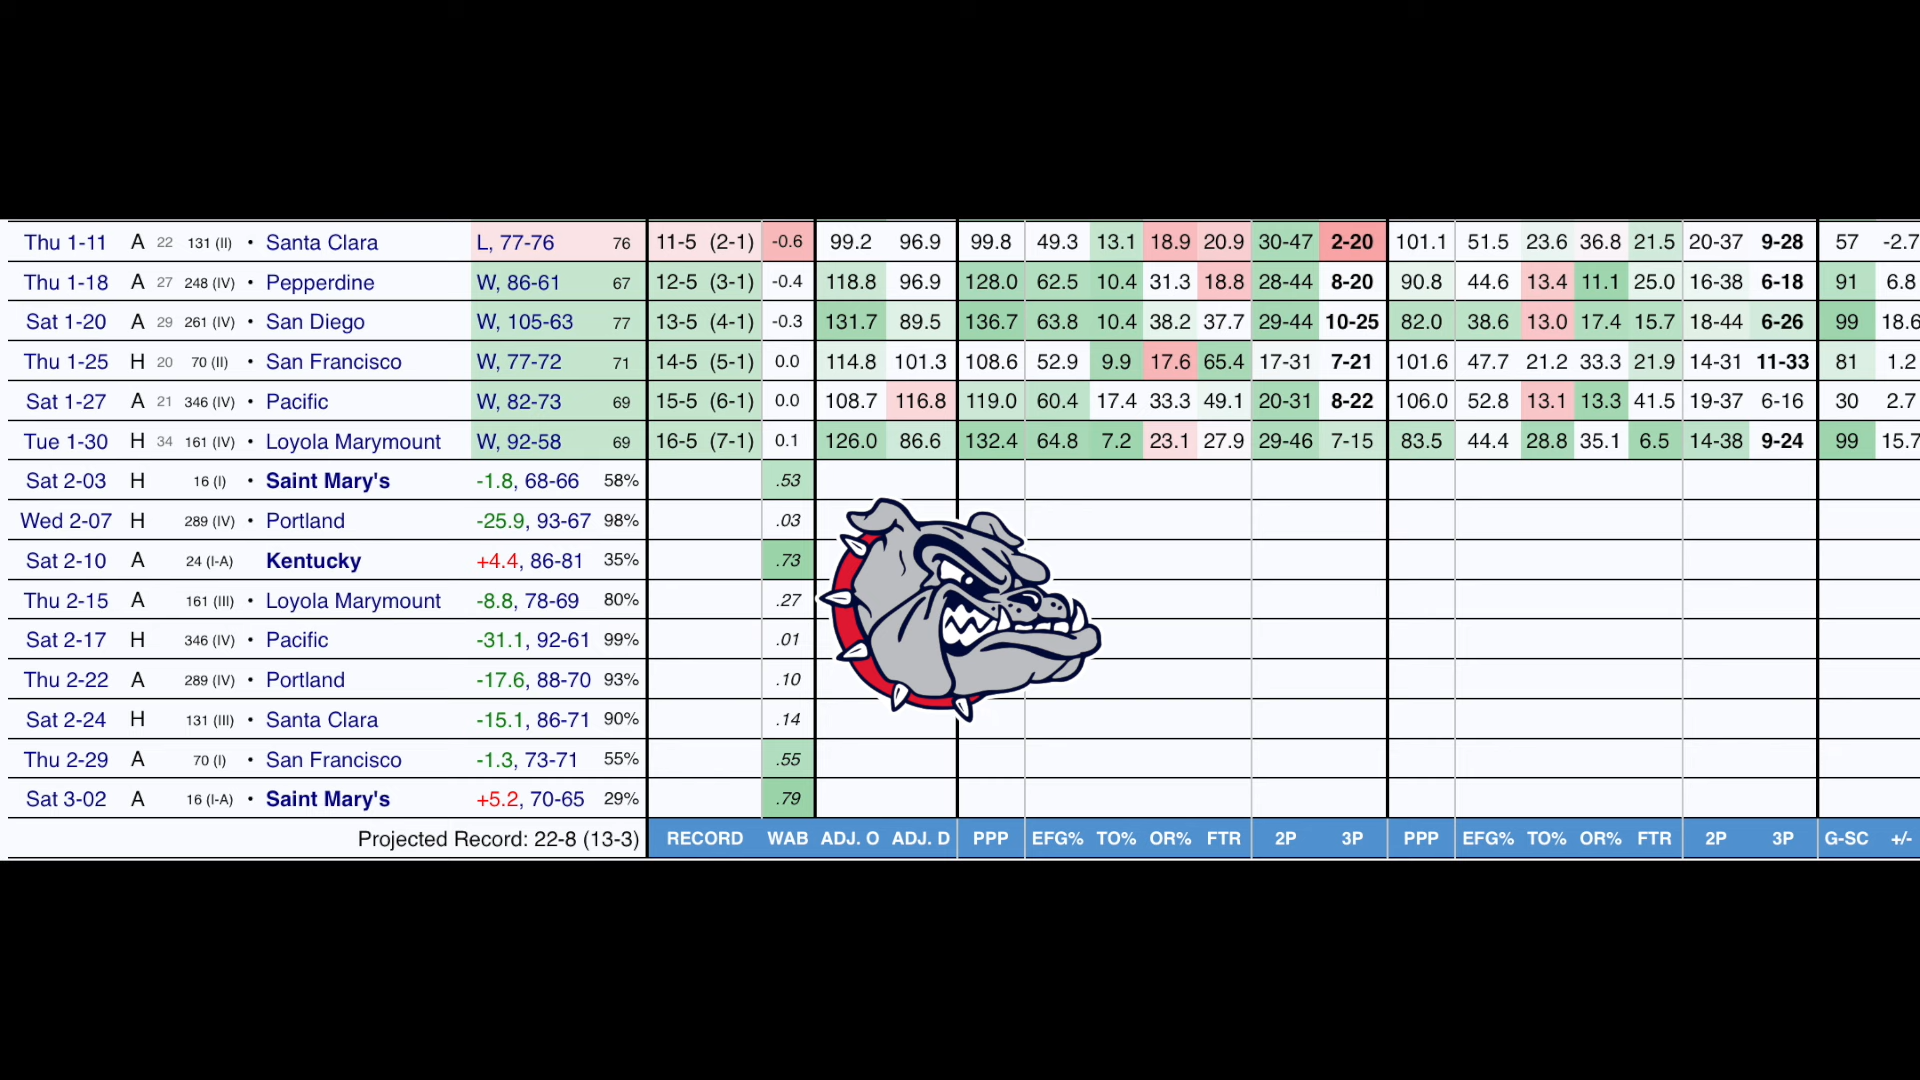 Thu 1-11 A 22 131 (II) • Santa Clara L, 77-76 76 11-5 (2-1) -0.6 99.2 96.9 99.8 49.3 13.1 18.9 20.9 30-47 2-20 101.1 51.5 23.6 36.8 21.5 20-37 9-28 57 -2.7
Thu 1-18 A 27 248 (IV) • Pepperdine W, 86-61 67 12-5 (3-1) -0.4 118.8 96.9 128.0 62.5 10.4 31.3 18.8 28-44 8-20 90.8 44.6 13.4 11.1 25.0 16-38 6-18 91 6.8
Sat 1-20 A 29 261 (IV) • San Diego W, 105-63 77 13-5 (4-1) -0.3 131.7 89.5 136.7 63.8 10.4 38.2 37.7 29-44 10-25 82.0 38.6 13.0 17.4 15.7 18-44 6-26 99 18.6
Thu 1-25 H 20 70 (II) • San Francisco W, 77-72 71 14-5 (5-1) 0.0 114.8 101.3 108.6 52.9 9.9 17.6 65.4 17-31 7-21 101.6 47.7 21.2 33.3 21.9 14-31 11-33 81 1.2
Sat 1-27 A 21 346 (IV) • Pacific W, 82-73 69 15-5 (6-1) 0.0 108.7 116.8 119.0 60.4 17.4 33.3 49.1 20-31 8-22 106.0 52.8 13.1 13.3 41.5 19-37 6-16 30 2.7
Tue 1-30 H 34 161 (IV) • Loyola Marymount W, 92-58 69 16-5 (7-1) 0.1 126.0 86.6 132.4 64.8 7.2 23.1 27.9 29-46 7-15 83.5 44.4 28.8 35.1 6.5 14-38 9-24 99 15.7
Sat 2-03 H 16 (I) • Saint Mary's -1.8, 68-66 58% .53
Wed 2-07 H 289 (IV) • Portland -25.9, 93-67 98% .03
Sat 2-10 A 24 (I-A) Kentucky +4.4, 86-81 35% .73
Thu 2-15 A 161 (III) • Loyola Marymount -8.8, 78-69 80% .27
Sat 2-17 H 346 (IV) • Pacific -31.1, 92-61 99% .01
Thu 2-22 A 289 (IV) • Portland -17.6, 88-70 93% .10
Sat 2-24 H 131 (III) • Santa Clara -15.1, 86-71 90% .14
Thu 2-29 A 70 (I) • San Francisco -1.3, 73-71 55% .55
Sat 3-02 A 16 (I-A) • Saint Mary's +5.2, 70-65 29% .79
Projected Record: 22-8 (13-3) RECORD WAB ADJ. O ADJ. D PPP EFG% TO% OR% FTR 2P 3P PPP EFG% TO% OR% FTR 2P 3P G-SC +/-